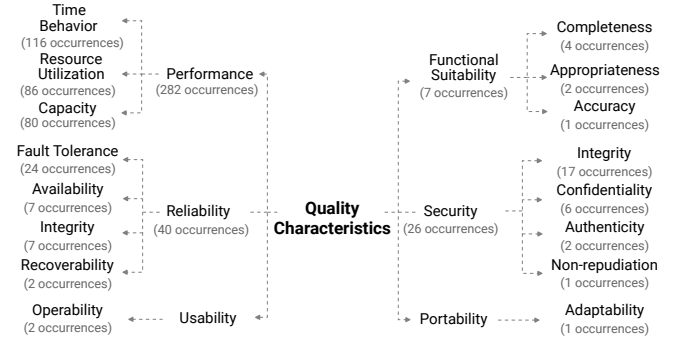 Quality
Characteristics
Performance
(282 occurrences)
Time
Behavior
(116 occurrences)
Resource
Utilization
(86 occurrences)
Capacity
(80 occurrences)
Reliability
(40 occurrences)
Fault Tolerance
(24 occurrences)
Availability
(7 occurrences)
Integrity
(7 occurrences)
Recoverability
(2 occurrences)
Usability
Operability
(2 occurrences)
Functional
Suitability
(7 occurrences)
Completeness
(4 occurrences)
Appropriateness
(2 occurrences)
Accuracy
(1 occurrences)
Security
(26 occurrences)
Integrity
(17 occurrences)
Confidentiality
(6 occurrences)
Authenticity
(2 occurrences)
Non-repudiation
(1 occurrences)
Portability
Adaptability
(1 occurrences)